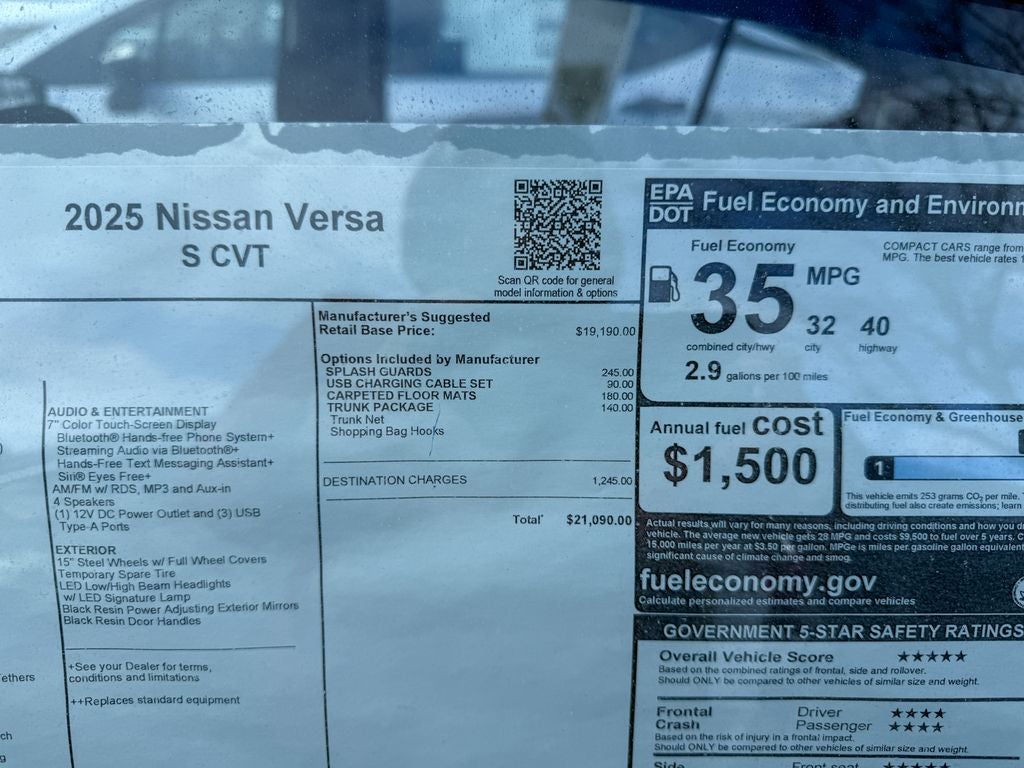 2025 Nissan Versa
S CVT
Scan QR code for general
model information & options
AUDIO & ENTERTAINMENT
7" Color Touch-Screen Display
Bluetooth® Hands-free Phone System+
Streaming Audio via Bluetooth®+
Hands-Free Text Messaging Assistant+
Siri® Eyes Free+
AM/FM w/ RDS, MP3 and Aux-in
4 Speakers
(1) 12V DC Power Outlet and (3) USB
Type-A Ports
EXTERIOR
15" Steel Wheels w/ Full Wheel Covers
Temporary Spare Tire
LED Low/High Beam Headlights
w/ LED Signature Lamp
Black Resin Power Adjusting Exterior Mirrors
Black Resin Door Handles
+See your Dealer for terms,
conditions and limitations
++Replaces standard equipment
ethers
ch
g
Manufacturer's Suggested
Retail Base Price: $19,190.00
Options Included by Manufacturer
SPLASH GUARDS 245.00
USB CHARGING CABLE SET 90.00
CARPETED FLOOR MATS 180.00
TRUNK PACKAGE 140.00
Trunk Net
Shopping Bag Hooks
DESTINATION CHARGES 1,245.00
Total* $21,090.00
EPA
DOT
Fuel Economy and Environm
Fuel Economy
COMPACT CARS range from
MPG. The best vehicle rates 1
35 MPG
32 40
combined city/hwy city highway
2.9 gallons per 100 miles
Annual fuel cost
$1,500
Fuel Economy & Greenhouse
1
This vehicle emits 253 grams CO2 per mile.
distributing fuel also create emissions; learn
Actual results will vary for many reasons, including driving conditions and how you d
vehicle. The average new vehicle gets 28 MPG and costs $9,500 to fuel over 5 years. C
15,000 miles per year at $3.50 per gallon. MPGe is miles per gasoline gallon equivalent
significant cause of climate change and smog.
fueleconomy.gov
Calculate personalized estimates and compare vehicles
GOVERNMENT 5-STAR SAFETY RATINGS
Overall Vehicle Score ★★★★★
Based on the combined ratings of frontal, side and rollover.
Should ONLY be compared to other vehicles of similar size and weight.
Frontal Driver ★★★★
Crash Passenger ★★★★
Based on the risk of injury in a frontal impact.
Should ONLY be compared to other vehicles of similar size and weight.
Side Front seat ★★★★★